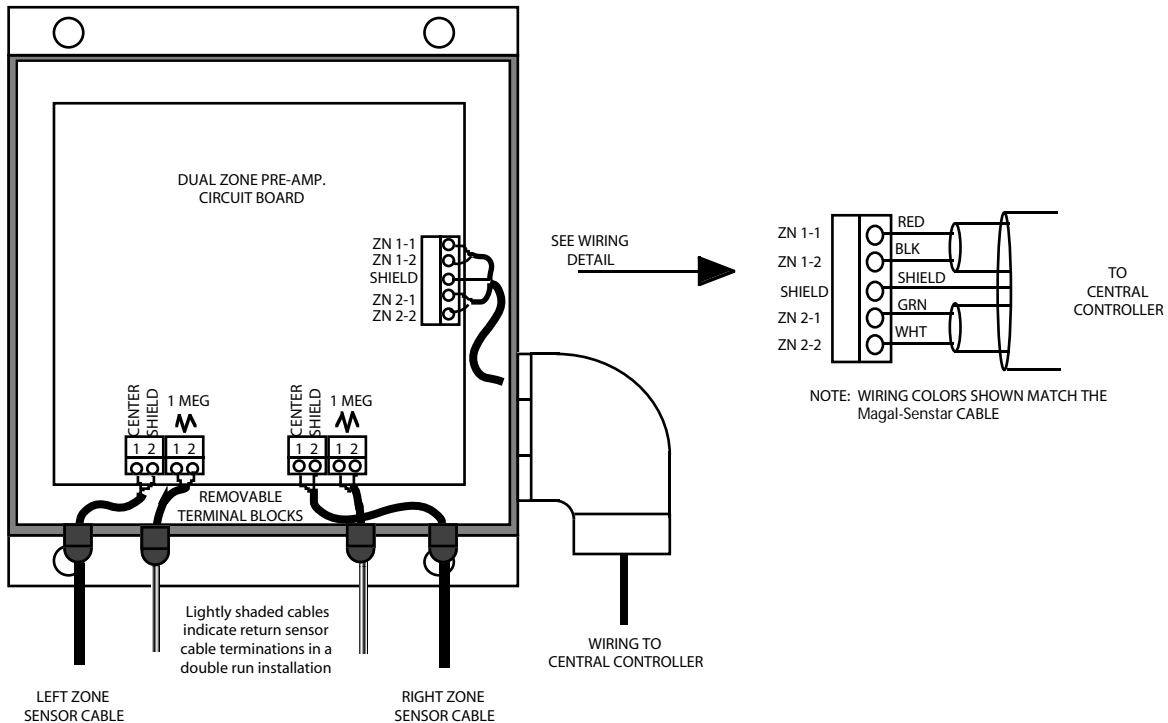 DUAL ZONE PRE-AMP.
CIRCUIT BOARD
ZN 1-1
ZN 1-2
SHIELD
ZN 2-1
ZN 2-2
SEE WIRING
DETAIL
ZN 1-1
ZN 1-2
SHIELD
ZN 2-1
ZN 2-2
RED
BLK
SHIELD
GRN
WHT
TO
CENTRAL
CONTROLLER
NOTE: WIRING COLORS SHOWN MATCH THE
Magal-Senstar CABLE
CENTER
SHIELD
1 MEG
1 2
1 2
CENTER
SHIELD
1 MEG
1 2
1 2
REMOVABLE
TERMINAL BLOCKS
Lightly shaded cables
indicate return sensor
cable terminations in a
double run installation
WIRING TO
CENTRAL CONTROLLER
LEFT ZONE
SENSOR CABLE
RIGHT ZONE
SENSOR CABLE